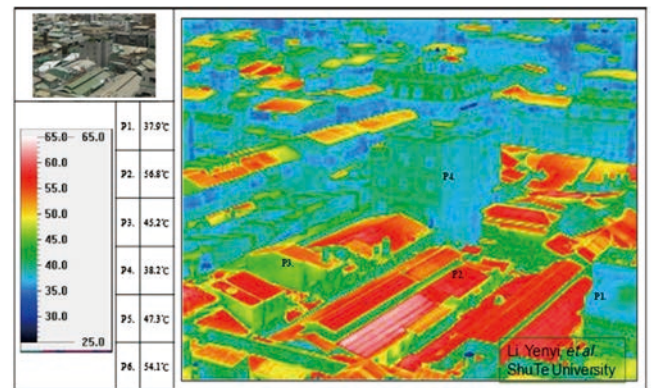 P1. 37.9℃
P2. 56.8℃
P3. 45.2℃
P4. 38.2℃
P5. 47.3℃
P6. 54.1℃
65.0 65.0
60.0
55.0
50.0
45.0
40.0
35.0
30.0
25.0
P4.
P3.
P2.
P1.
Li, Yenyi, et al
ShuTe University